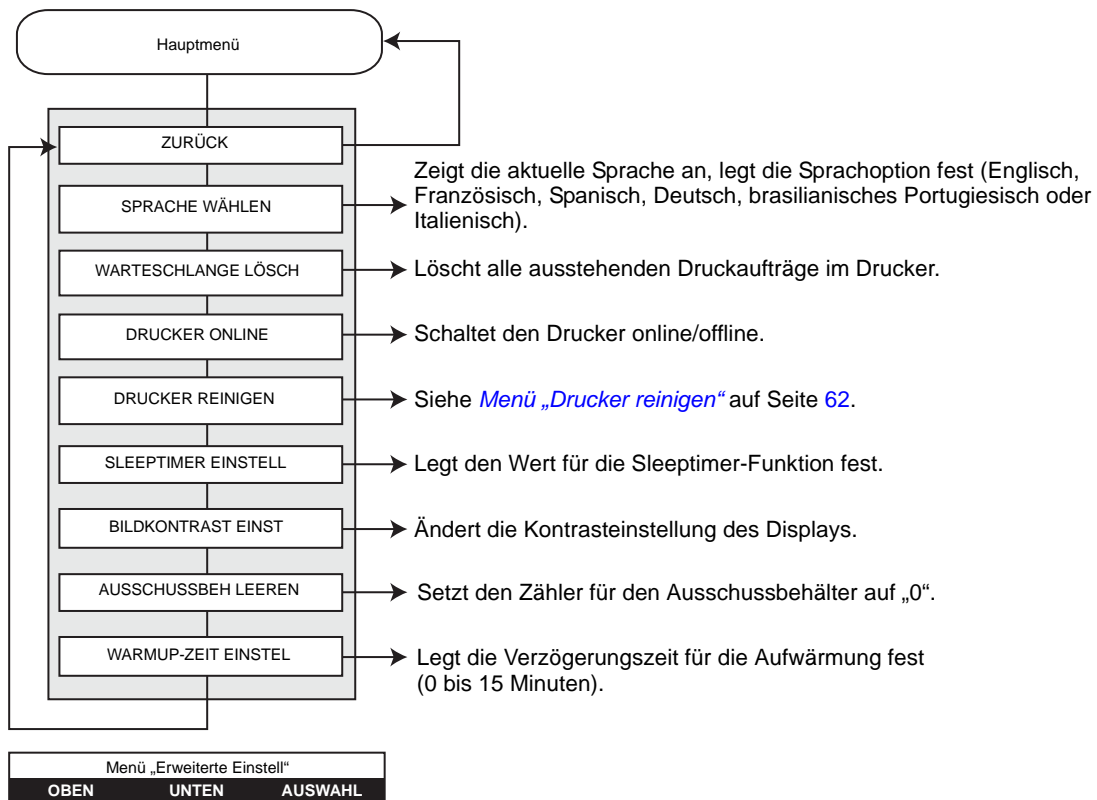 Hauptmenü
ZURÜCK
SPRACHE WÄHLEN
Zeigt die aktuelle Sprache an, legt die Sprachoption fest (Englisch,
Französisch, Spanisch, Deutsch, brasilianisches Portugiesisch oder
Italienisch).
WARTESCHLANGE LÖSCH
Löscht alle ausstehenden Druckaufträge im Drucker.
DRUCKER ONLINE
Schaltet den Drucker online/offline.
DRUCKER REINIGEN
Siehe Menü „Drucker reinigen“ auf Seite 62.
SLEEPTIMER EINSTELL
Legt den Wert für die Sleeptimer-Funktion fest.
BILDKONTRAST EINST
Ändert die Kontrasteinstellung des Displays.
AUSSCHUSSBEH LEEREN
Setzt den Zähler für den Ausschussbehälter auf „0“.
WARMUP-ZEIT EINSTEL
Legt die Verzögerungszeit für die Aufwärmung fest
(0 bis 15 Minuten).
Menü „Erweiterte Einstell“
OBEN UNTEN AUSWAHL